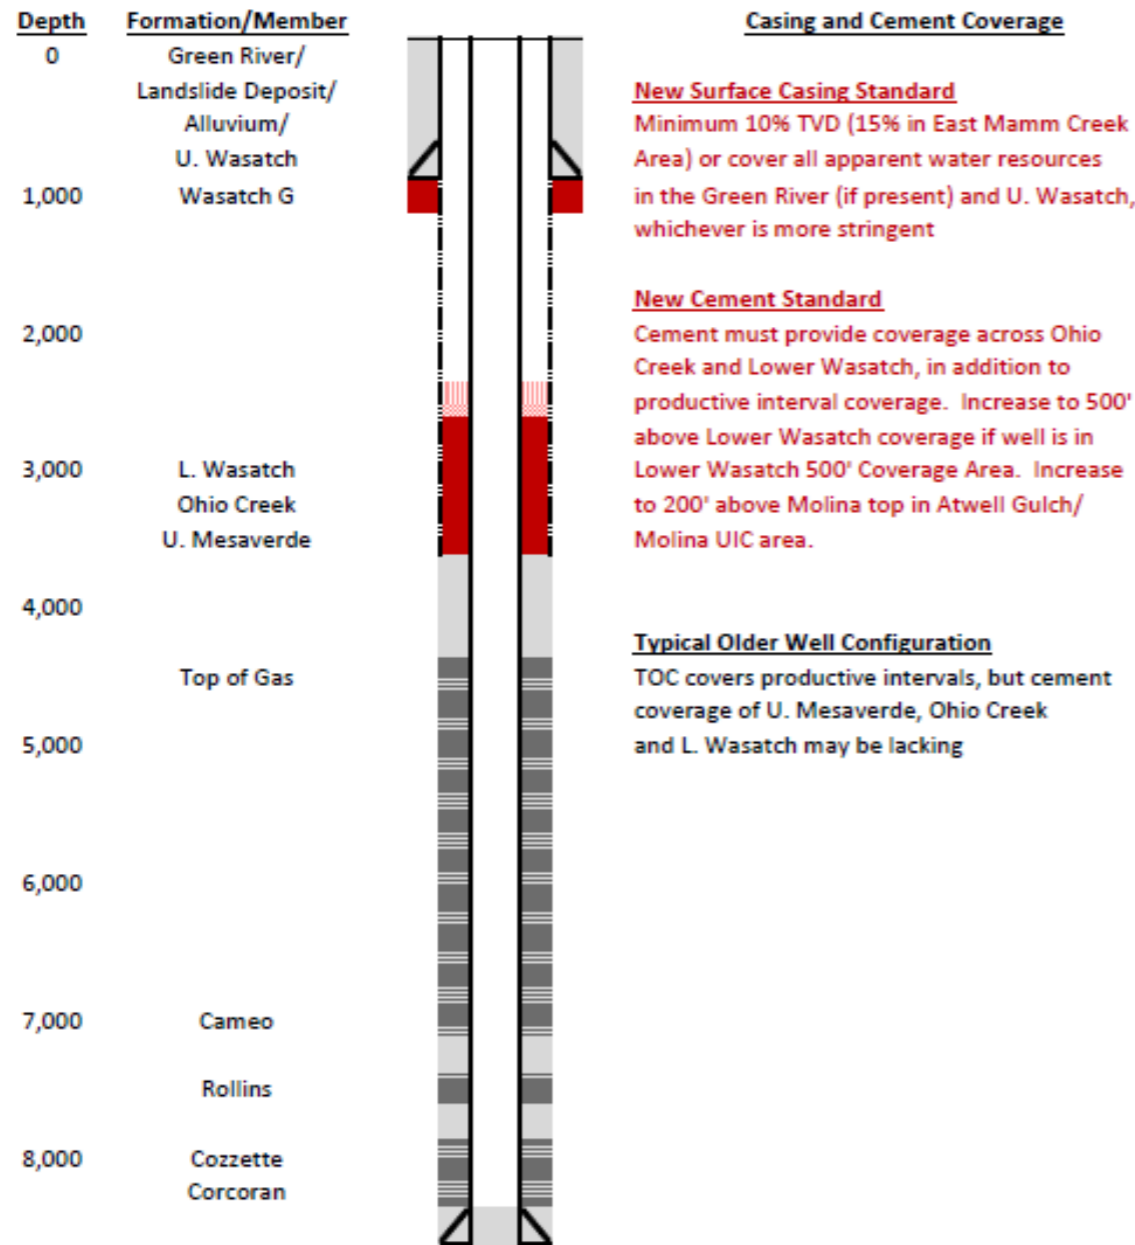 Depth Formation/Member Casing and Cement Coverage
0 Green River/
Landslide Deposit/ New Surface Casing Standard
Alluvium/ Minimum 10% TVD (15% in East Mamm Creek
U. Wasatch Area) or cover all apparent water resources
1,000 Wasatch G in the Green River (if present) and U. Wasatch,
whichever is more stringent
New Cement Standard
2,000 Cement must provide coverage across Ohio
Creek and Lower Wasatch, in addition to
productive interval coverage. Increase to 500'
above Lower Wasatch coverage if well is in
3,000 L. Wasatch Lower Wasatch 500' Coverage Area. Increase
Ohio Creek to 200' above Molina top in Atwell Gulch/
U. Mesaverde Molina UIC area.
4,000
Typical Older Well Configuration
Top of Gas TOC covers productive intervals, but cement
coverage of U. Mesaverde, Ohio Creek
5,000 and L. Wasatch may be lacking
6,000
7,000 Cameo
Rollins
8,000 Cozzette
Corcoran